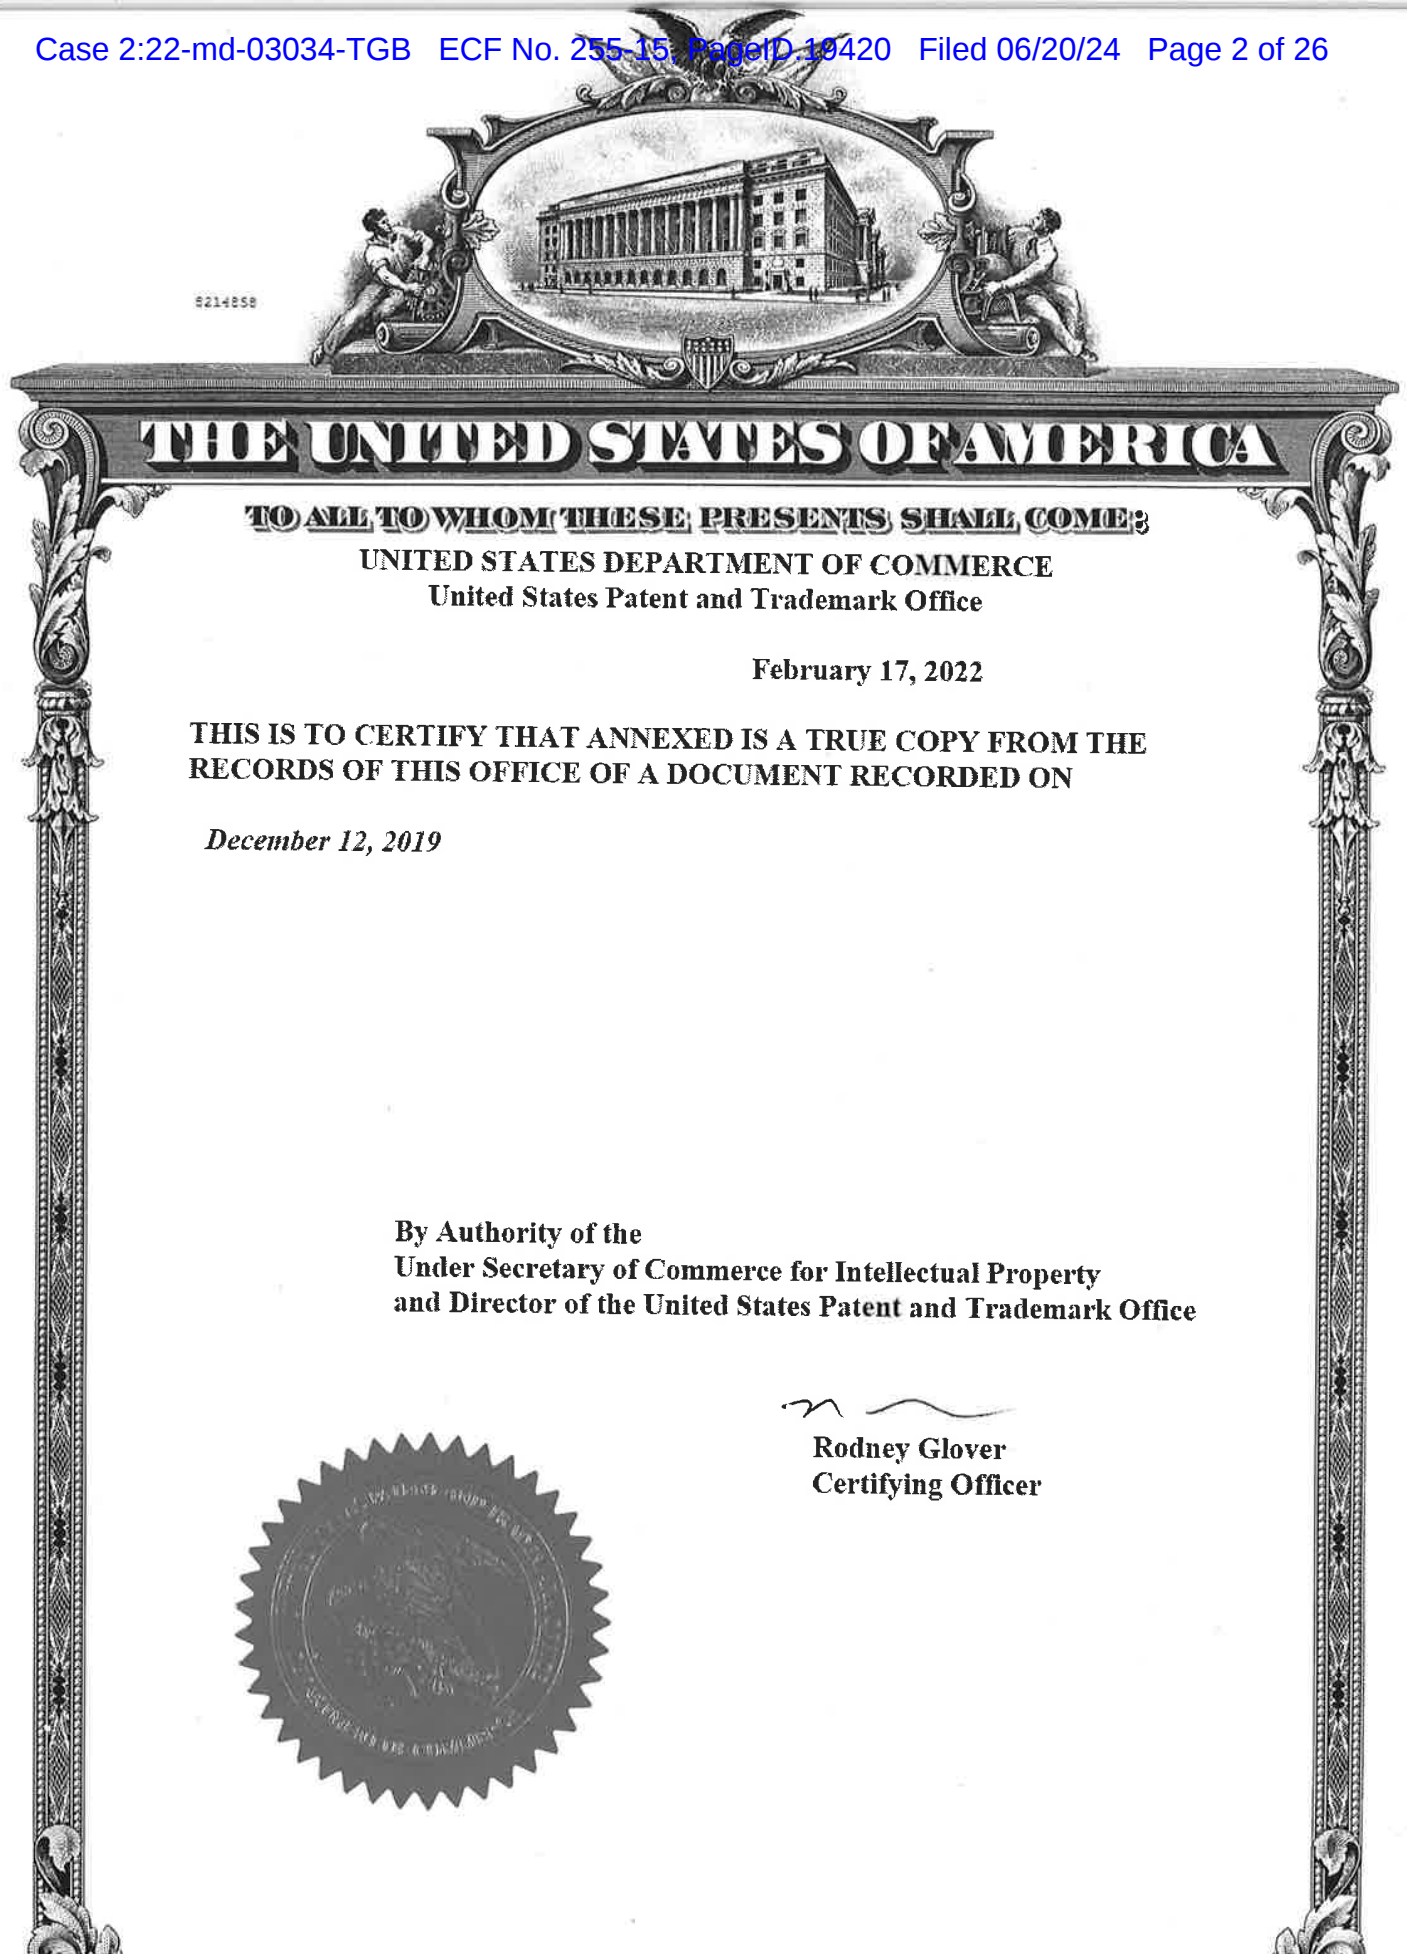 Case 2:22-md-03034-TGB ECF No. 255-15, PageID.19420 Filed 06/20/24 Page 2 of 26
8214858
THE UNITED STATES OF AMERICA
TO ALL TO WHOM THESE PRESENTS SHALL COME:
UNITED STATES DEPARTMENT OF COMMERCE
United States Patent and Trademark Office
February 17, 2022
THIS IS TO CERTIFY THAT ANNEXED IS A TRUE COPY FROM THE
RECORDS OF THIS OFFICE OF A DOCUMENT RECORDED ON
December 12, 2019
By Authority of the
Under Secretary of Commerce for Intellectual Property
and Director of the United States Patent and Trademark Office
Rodney Glover
Certifying Officer